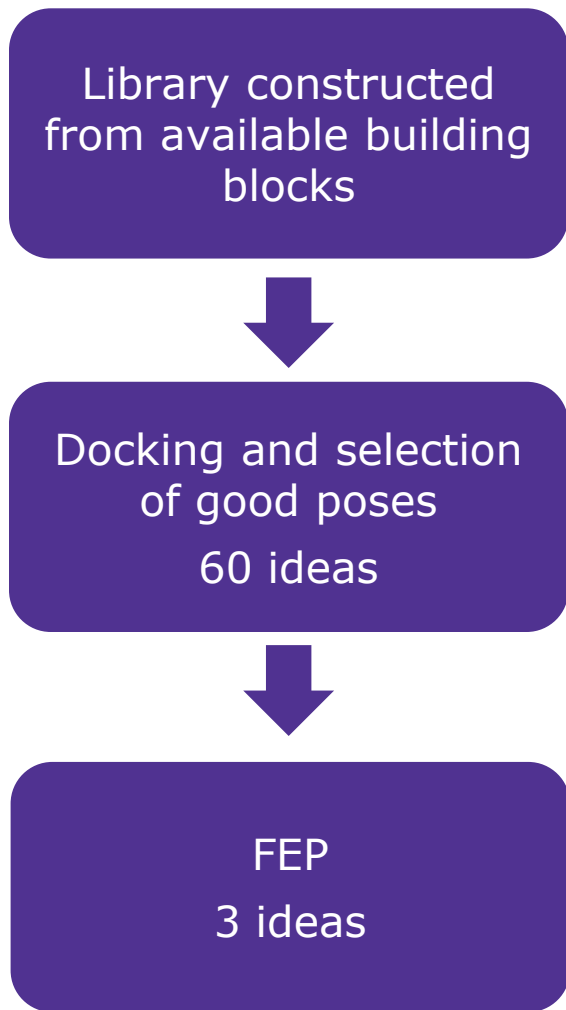 Library constructed
from available building
blocks
Docking and selection
of good poses
60 ideas
FEP
3 ideas